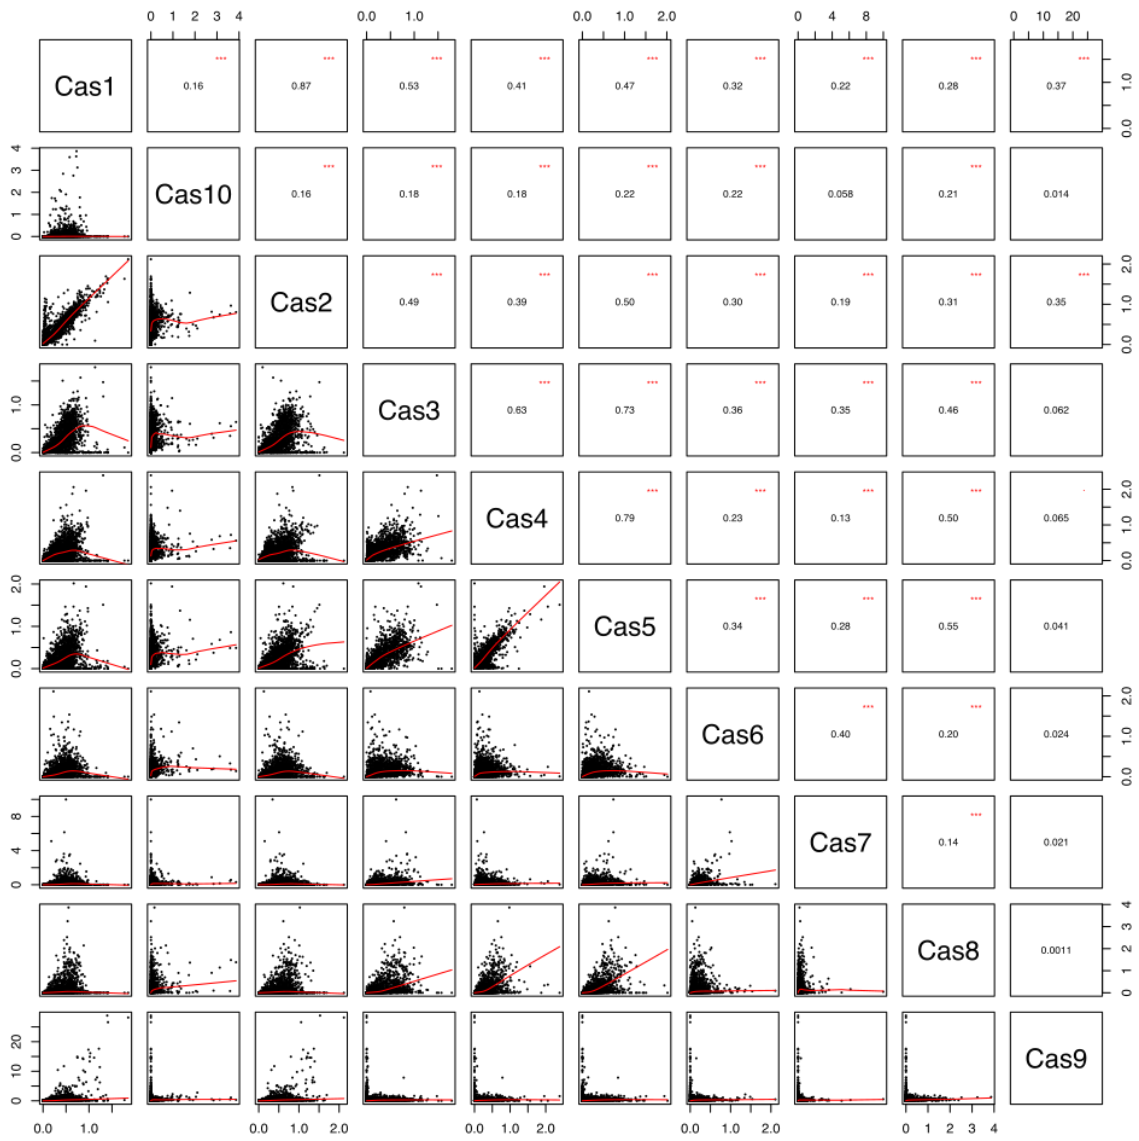 0 1 2 3 4 0.0 1.0 0.0 1.0 2.0 0 4 8 0 10 20
Cas1 *** 0.16 *** 0.87 *** 0.53 *** 0.41 *** 0.47 *** 0.32 *** 0.22 *** 0.28 *** 0.37 0.0 1.0
0 1 2 3 4 Cas10 *** 0.16 *** 0.18 *** 0.18 *** 0.22 *** 0.22 0.058 *** 0.21 0.014
Cas2 *** 0.49 *** 0.39 *** 0.50 *** 0.30 *** 0.19 *** 0.31 *** 0.35 0.0 1.0 2.0
0.0 1.0 Cas3 *** 0.63 *** 0.73 *** 0.36 *** 0.35 *** 0.46 0.062
Cas4 *** 0.79 *** 0.23 *** 0.13 *** 0.50 . 0.065 0.0 1.0 2.0
0.0 1.0 2.0 Cas5 *** 0.34 *** 0.28 *** 0.55 0.041
Cas6 *** 0.40 *** 0.20 0.024 0.0 1.0 2.0
0 4 8 Cas7 *** 0.14 0.021
Cas8 0.0011 0 1 2 3 4
0 10 20 Cas9
0.0 1.0 0.0 1.0 2.0 0.0 1.0 2.0 0.0 1.0 2.0 0 1 2 3 4